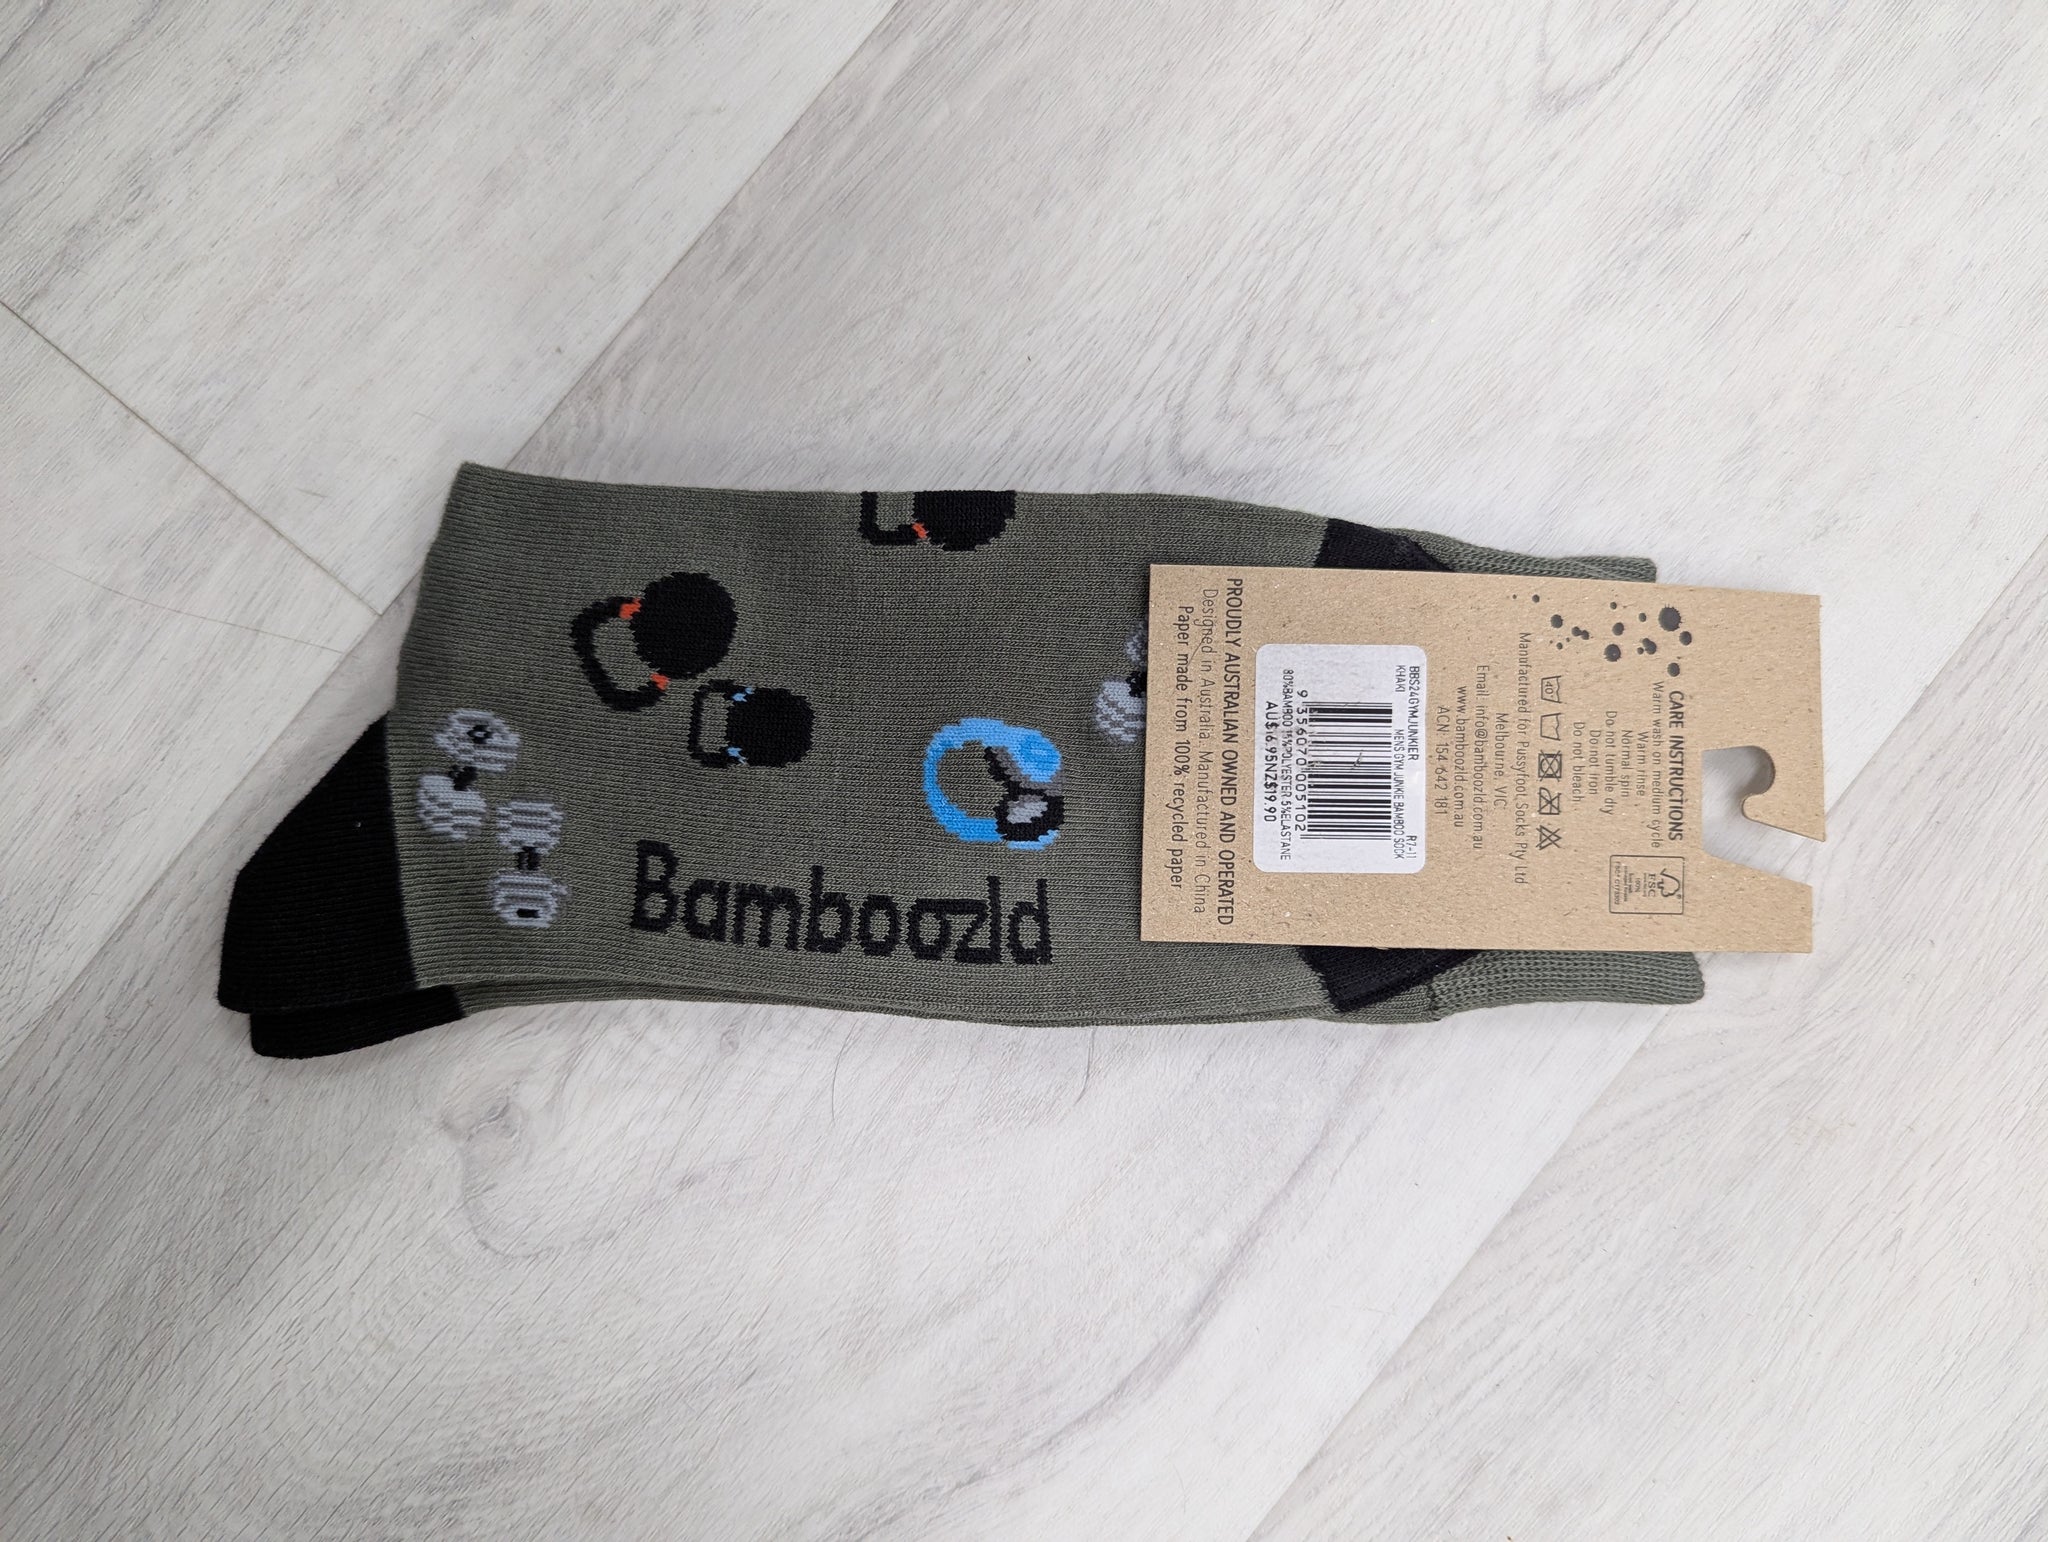 Bamboozld
CARE INSTRUCTIONS
Warm wash on medium cycle
Warm rinse
Normal spin
Do not tumble dry
Do not iron
Do not bleach.
40°
FSC
Manufactured for Pussyfoot Socks Pty Ltd
Melbourne, VIC
Email: info@bamboozld.com.au
www.bamboozld.com.au
ACN: 154 642 181
BBS24GYMJUNKIER R7-11
MENS GYM JUNKIE BAMBOO SOCK
KHAKI
9 356070 005102
80%BAMBOO 15%POLYESTER 5%ELASTANE
AU$16.95NZ$19.90
PROUDLY AUSTRALIAN OWNED AND OPERATED
Designed in Australia. Manufactured in China
Paper made from 100% recycled paper